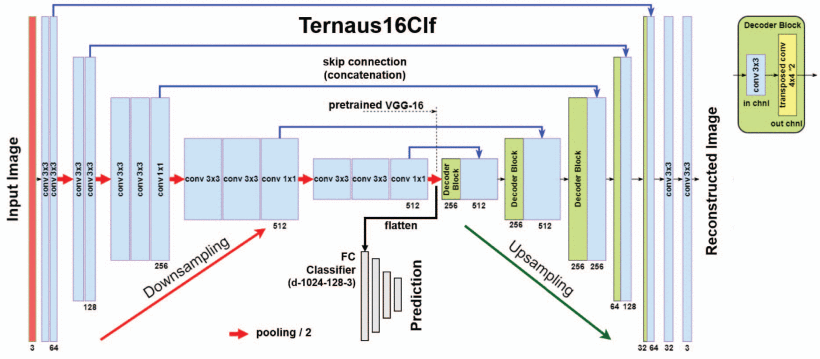 Ternaus16Clf
Input Image
conv 3x3
conv 3x3
conv 3x3
conv 3x3
conv 3x3
conv 3x3
conv 1x1
conv 3x3
conv 3x3
conv 1x1
conv 3x3
conv 3x3
conv 1x1
skip connection
(concatenation)
pretrained VGG-16
Decoder
Block
Decoder Block
Decoder Block
conv 3x3
conv 3x3
Reconstructed Image
Decoder Block
conv 3x3
transposed conv
4x4 *2
in chnl
out chnl
3
64
128
256
512
512
256
512
256
512
256
256
64
128
32
64
32
3
Downsampling
Upsampling
flatten
FC
Classifier
(d-1024-128-3)
Prediction
pooling / 2